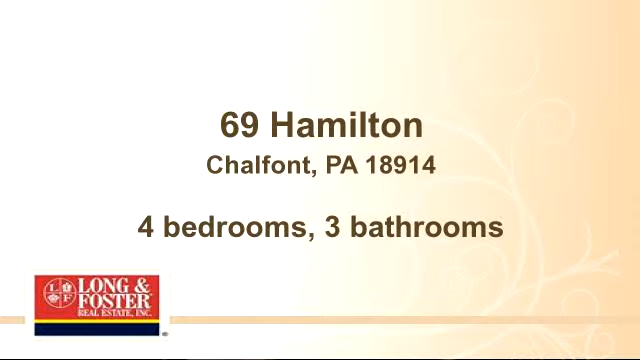 69 Hamilton
Chalfont, PA 18914
4 bedrooms, 3 bathrooms
LONG &
FOSTER
REAL ESTATE, INC.